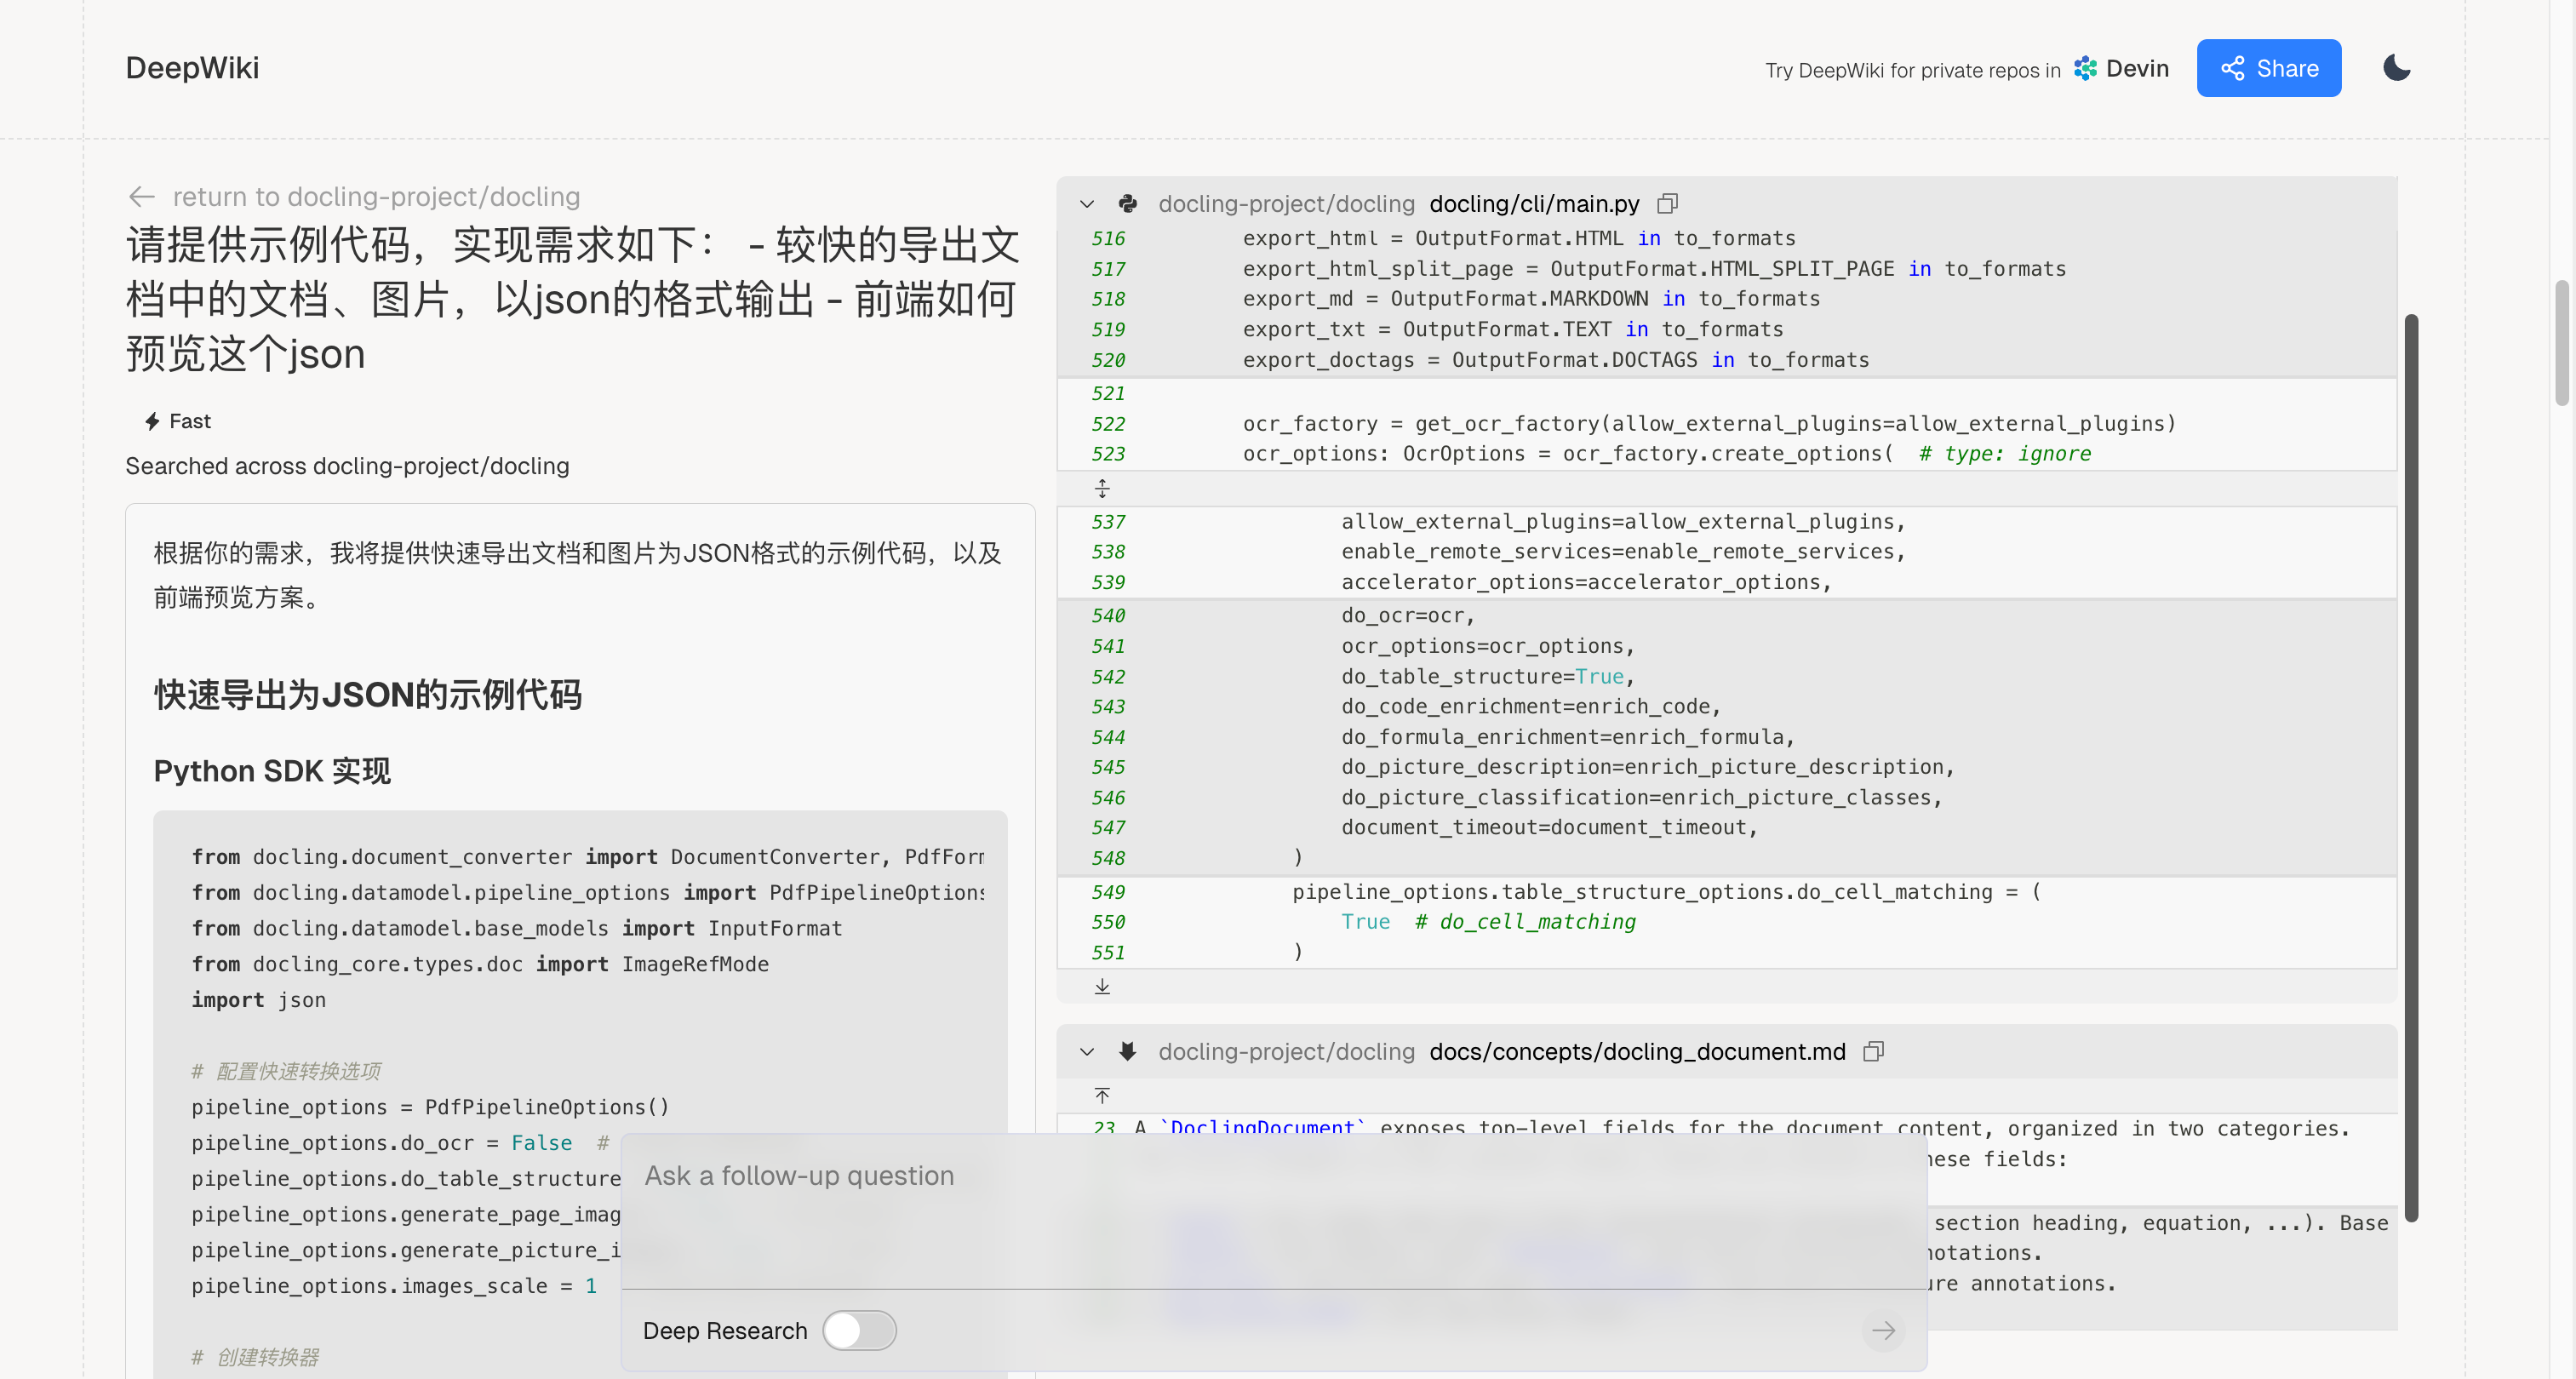 DeepWiki
Try DeepWiki for private repos in Devin
Share
return to docling-project/docling
请提供示例代码，实现需求如下： - 较快的导出文
档中的文档、图片，以json的格式输出 - 前端如何
预览这个json
Fast
Searched across docling-project/docling
根据你的需求，我将提供快速导出文档和图片为JSON格式的示例代码，以及
前端预览方案。
快速导出为JSON的示例代码
Python SDK 实现
from docling.document_converter import DocumentConverter, PdfForm
from docling.datamodel.pipeline_options import PdfPipelineOptions
from docling.datamodel.base_models import InputFormat
from docling_core.types.doc import ImageRefMode
import json
# 配置快速转换选项
pipeline_options = PdfPipelineOptions()
pipeline_options.do_ocr = False #
pipeline_options.do_table_structure
pipeline_options.generate_page_imag
pipeline_options.generate_picture_i
pipeline_options.images_scale = 1
# 创建转换器
docling-project/docling docling/cli/main.py
516 export_html = OutputFormat.HTML in to_formats
517 export_html_split_page = OutputFormat.HTML_SPLIT_PAGE in to_formats
518 export_md = OutputFormat.MARKDOWN in to_formats
519 export_txt = OutputFormat.TEXT in to_formats
520 export_doctags = OutputFormat.DOCTAGS in to_formats
521
522 ocr_factory = get_ocr_factory(allow_external_plugins=allow_external_plugins)
523 ocr_options: OcrOptions = ocr_factory.create_options( # type: ignore
537 allow_external_plugins=allow_external_plugins,
538 enable_remote_services=enable_remote_services,
539 accelerator_options=accelerator_options,
540 do_ocr=ocr,
541 ocr_options=ocr_options,
542 do_table_structure=True,
543 do_code_enrichment=enrich_code,
544 do_formula_enrichment=enrich_formula,
545 do_picture_description=enrich_picture_description,
546 do_picture_classification=enrich_picture_classes,
547 document_timeout=document_timeout,
548 )
549 pipeline_options.table_structure_options.do_cell_matching = (
550 True # do_cell_matching
551 )
docling-project/docling docs/concepts/docling_document.md
23 A `DoclingDocument` exposes top-level fields for the document content, organized in two categories.
hese fields:
section heading, equation, ...). Base
notations.
ure annotations.
Ask a follow-up question
Deep Research